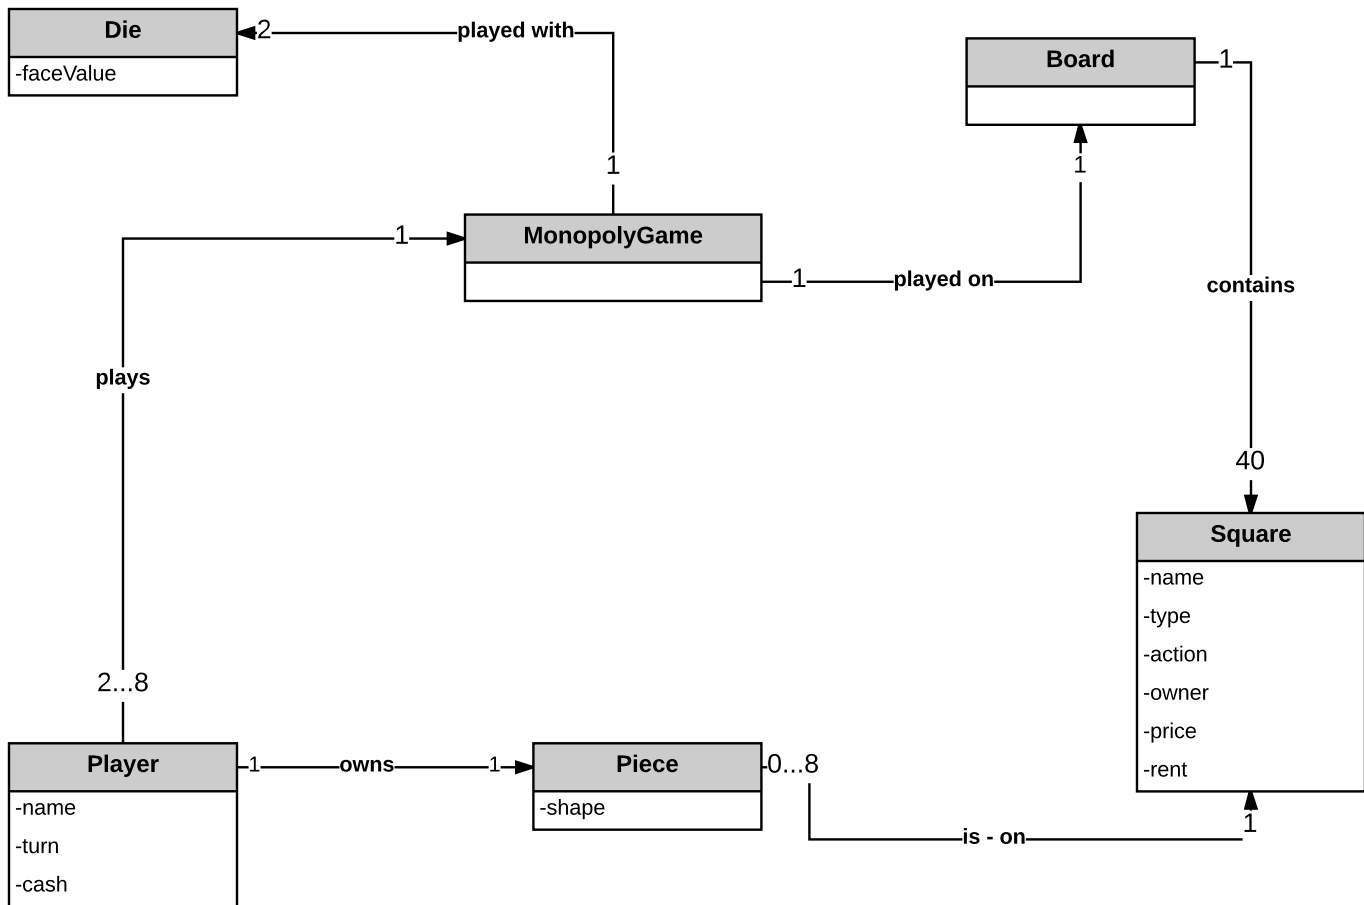 Die
-faceValue
2
played with
1
Board
1
1
MonopolyGame
1
1
played on
contains
plays
40
Square
-name
-type
-action
-owner
-price
-rent
2...8
Player
-name
-turn
-cash
1
owns
1
Piece
-shape
0...8
is - on
1